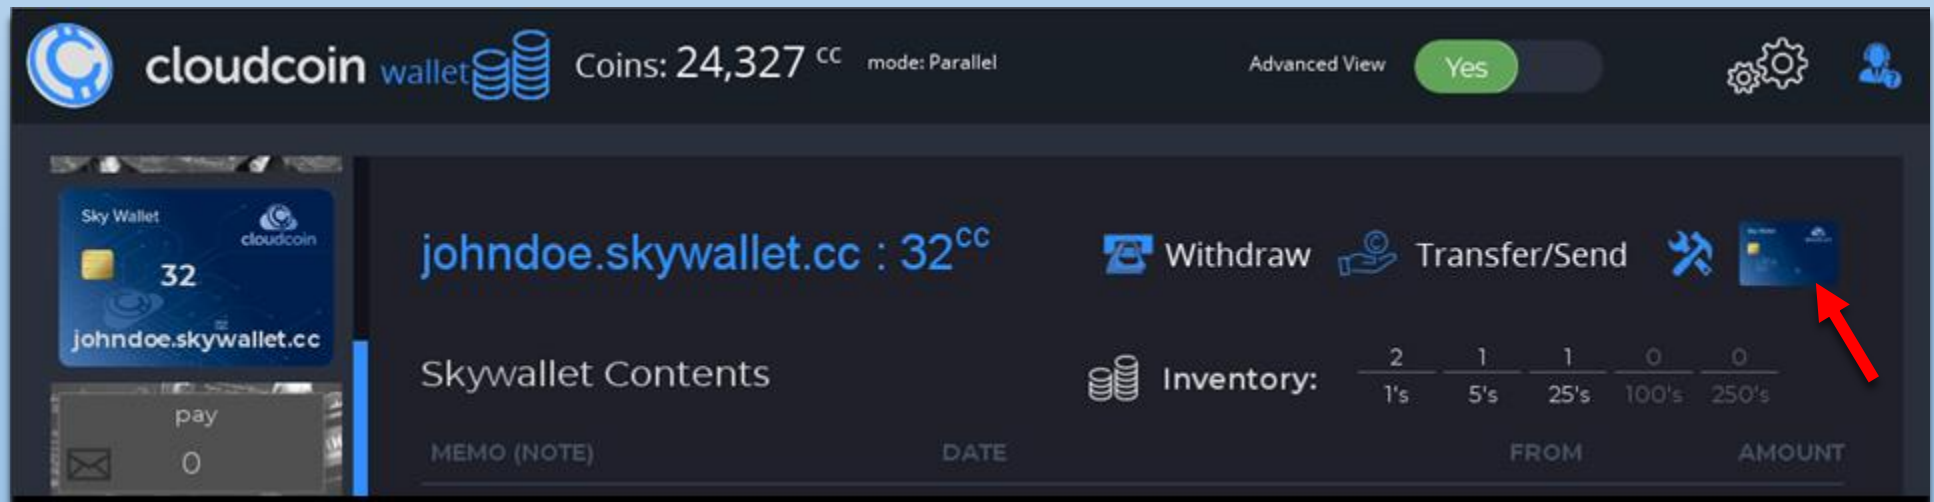 cloudcoin wallet Coins: 24,327 cc mode: Parallel Advanced View Yes
Sky Wallet
cloudcoin
32
johndoe.skywallet.cc
johndoe.skywallet.cc : 32cc Withdraw Transfer/Send
Skywallet Contents Inventory:
2 1 1 0 0
1's 5's 25's 100's 250's
pay
0
MEMO (NOTE) DATE FROM AMOUNT